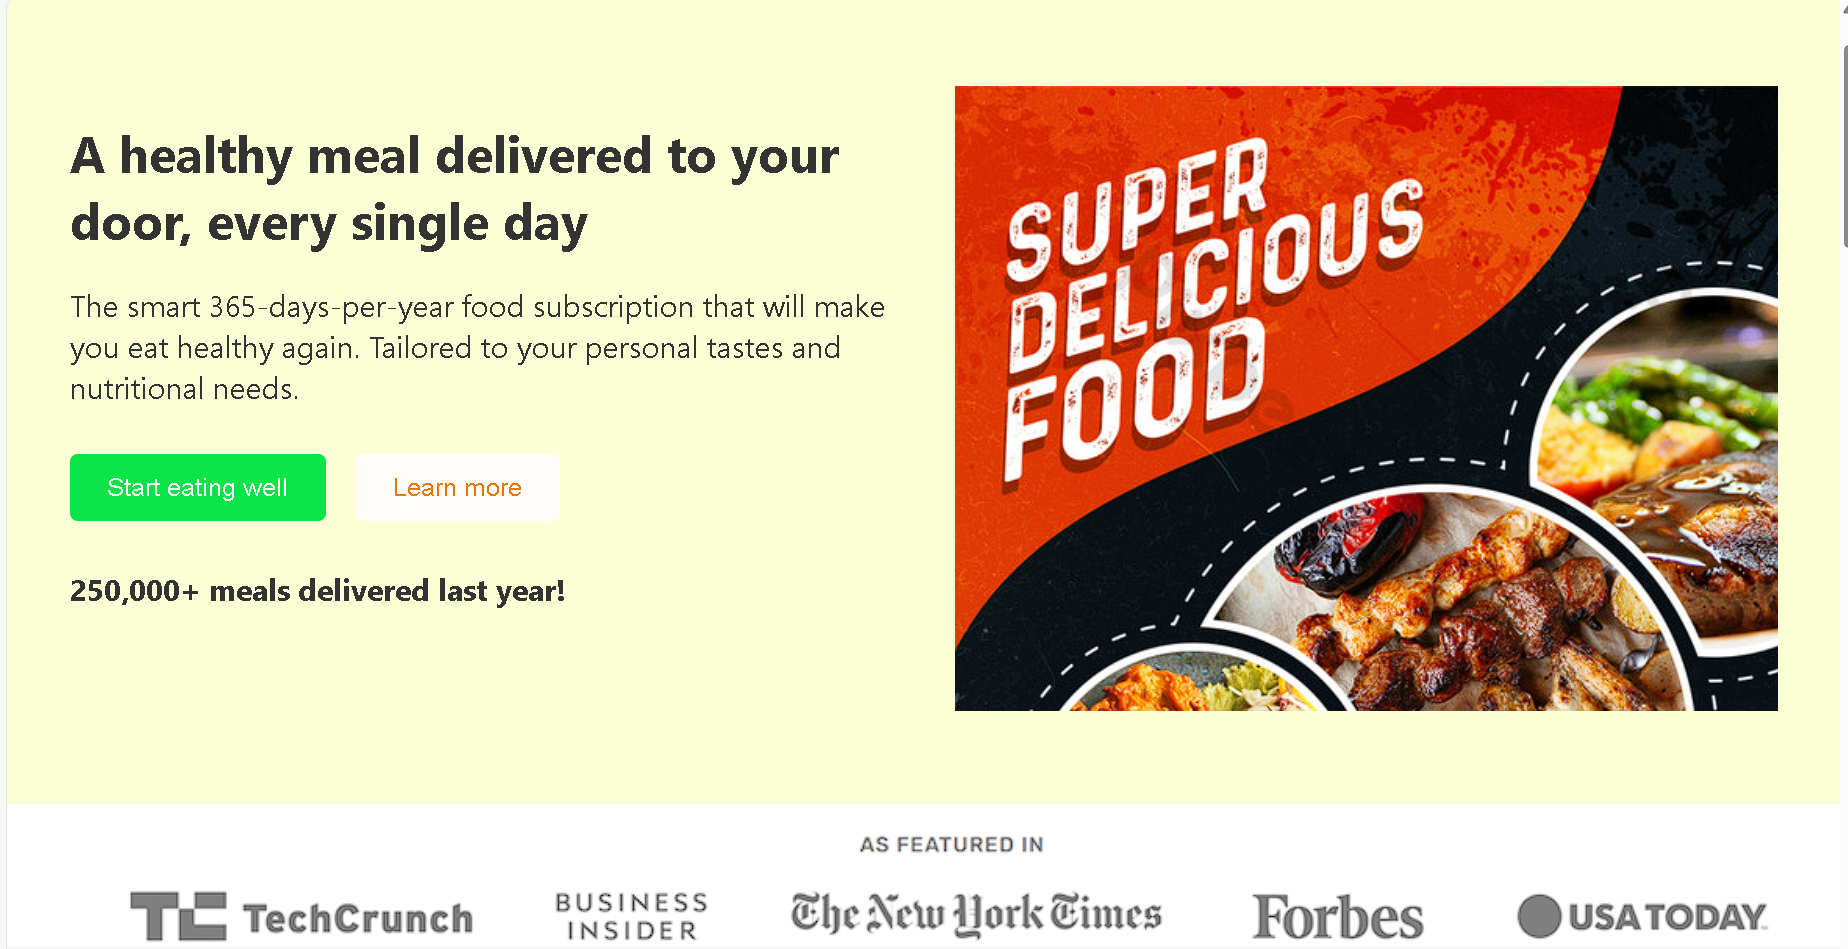 A healthy meal delivered to your
door, every single day
The smart 365-days-per-year food subscription that will make
you eat healthy again. Tailored to your personal tastes and
nutritional needs.
Start eating well
Learn more
250,000+ meals delivered last year!
SUPER
DELICIOUS
FOOD
AS FEATURED IN
TC TechCrunch
BUSINESS
INSIDER
The New York Times
Forbes
USA TODAY